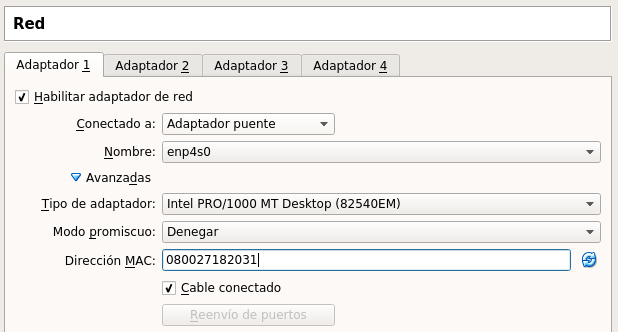 Red
Adaptador 1 Adaptador 2 Adaptador 3 Adaptador 4
Habilitar adaptador de red
Conectado a: Adaptador puente
Nombre: enp4s0
Avanzadas
Tipo de adaptador: Intel PRO/1000 MT Desktop (82540EM)
Modo promiscuo: Denegar
Dirección MAC: 080027182031
Cable conectado
Reenvío de puertos